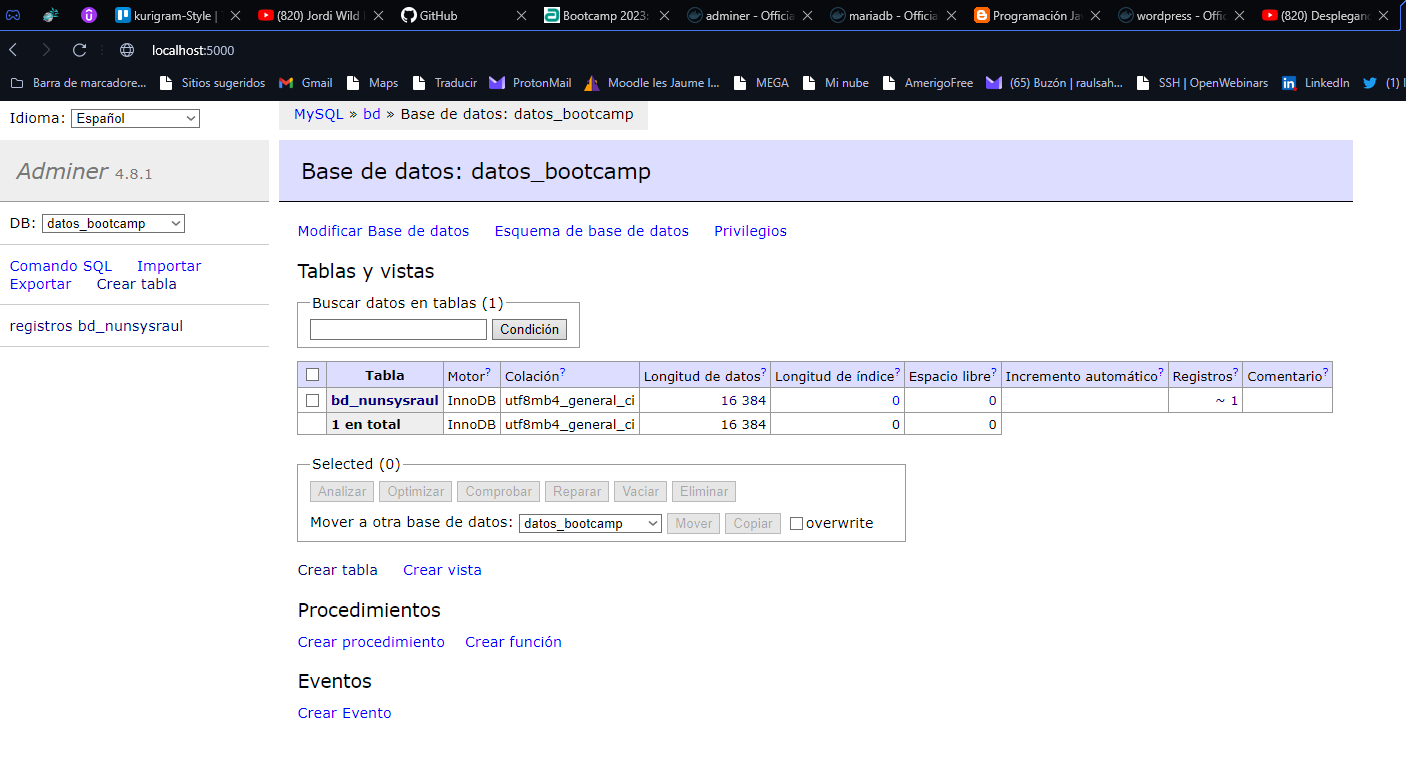 kurigram-Style |
(820) Jordi Wild
GitHub
Bootcamp 2023:
adminer - Officia
mariadb - Officia
Programación Ja
wordpress - Offic
(820) Desplegan
localhost:5000
Barra de marcadore...
Sitios sugeridos
Gmail
Maps
Traducir
ProtonMail
Moodle Ies Jaume I...
MEGA
Mi nube
AmerigoFree
(65) Buzón | raulsah...
SSH | OpenWebinars
LinkedIn
(1)
Idioma: Español
MySQL » bd » Base de datos: datos_bootcamp
Adminer 4.8.1
Base de datos: datos_bootcamp
DB: datos_bootcamp
Comando SQL Importar
Exportar Crear tabla
registros bd_nunsysraul
Modificar Base de datos Esquema de base de datos Privilegios
Tablas y vistas
Buscar datos en tablas (1)
Condición
Tabla Motor? Colación? Longitud de datos? Longitud de índice? Espacio libre? Incremento automático? Registros? Comentario?
bd_nunsysraul InnoDB utf8mb4_general_ci 16 384 0 0 ~ 1
1 en total InnoDB utf8mb4_general_ci 16 384 0 0
Selected (0)
Analizar Optimizar Comprobar Reparar Vaciar Eliminar
Mover a otra base de datos: datos_bootcamp Mover Copiar overwrite
Crear tabla Crear vista
Procedimientos
Crear procedimiento Crear función
Eventos
Crear Evento